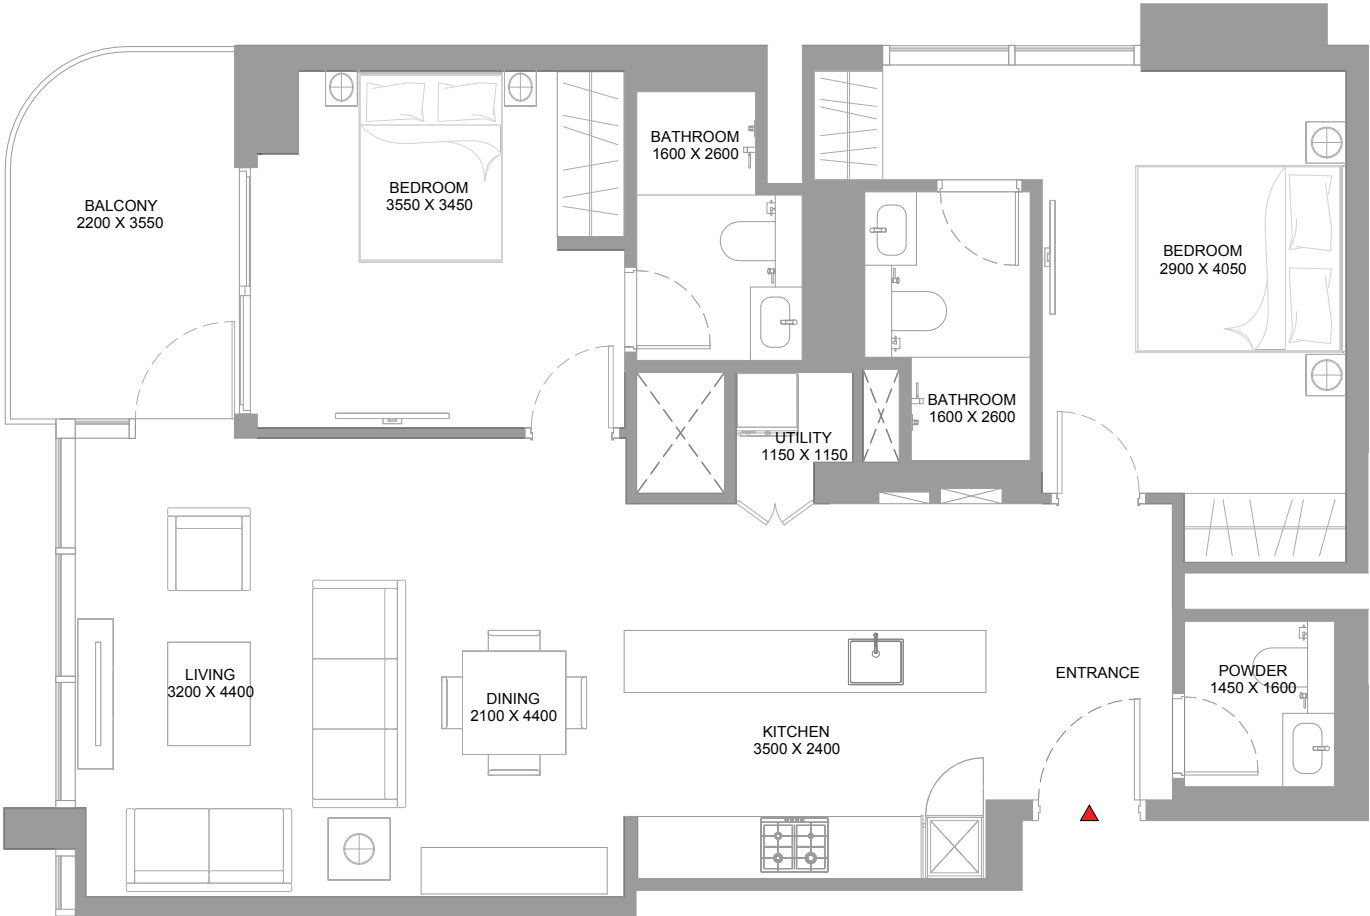 BATHROOM
1600 X 2600
BEDROOM
3550 X 3450
BALCONY
2200 X 3550
BEDROOM
2900 X 4050
BATHROOM
1600 X 2600
UTILITY
1150 X 1150
LIVING
3200 X 4400
DINING
2100 X 4400
ENTRANCE
POWDER
1450 X 1600
KITCHEN
3500 X 2400